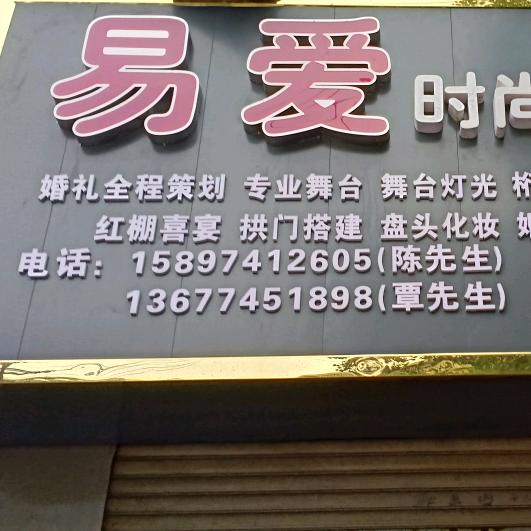 易爱 时尚
婚礼全程策划 专业舞台 舞台灯光
红棚喜宴 拱门搭建 盘头化妆
电话：15897412605(陈先生)
13677451898(覃先生)